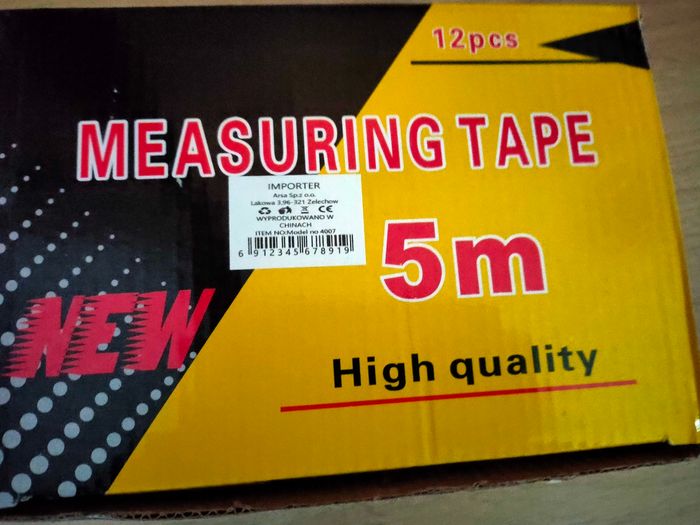 12pcs
MEASURING TAPE
IMPORTER
Arsa Sp.z o.o.
Lakowa 3,96-321 Zelechow
CE
WYPRODUKOWANO W
CHINACH
ITEM NO:Model no 4007
6 912345 678919
5m
NEW
High quality